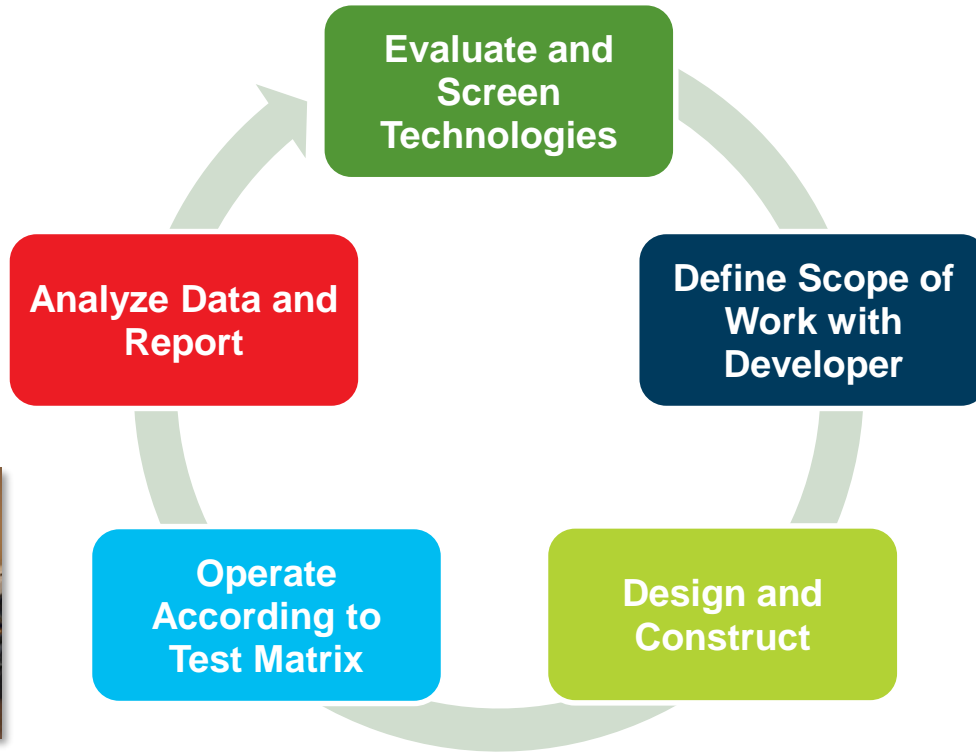 Evaluate and
Screen
Technologies
Define Scope of
Work with
Developer
Design and
Construct
Operate
According to
Test Matrix
Analyze Data and
Report